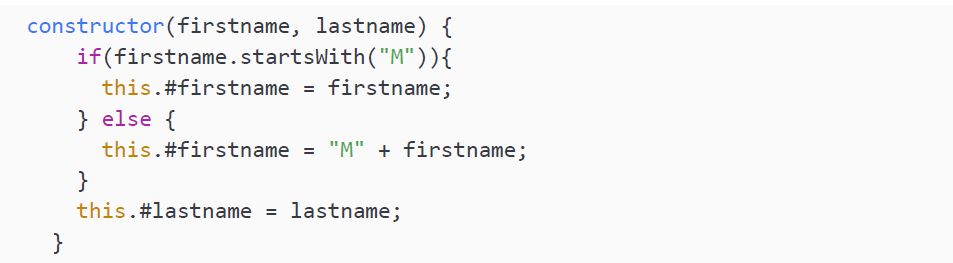 constructor(firstname, lastname) {
if(firstname.startsWith("M")){
this.#firstname = firstname;
} else {
this.#firstname = "M" + firstname;
}
this.#lastname = lastname;
}